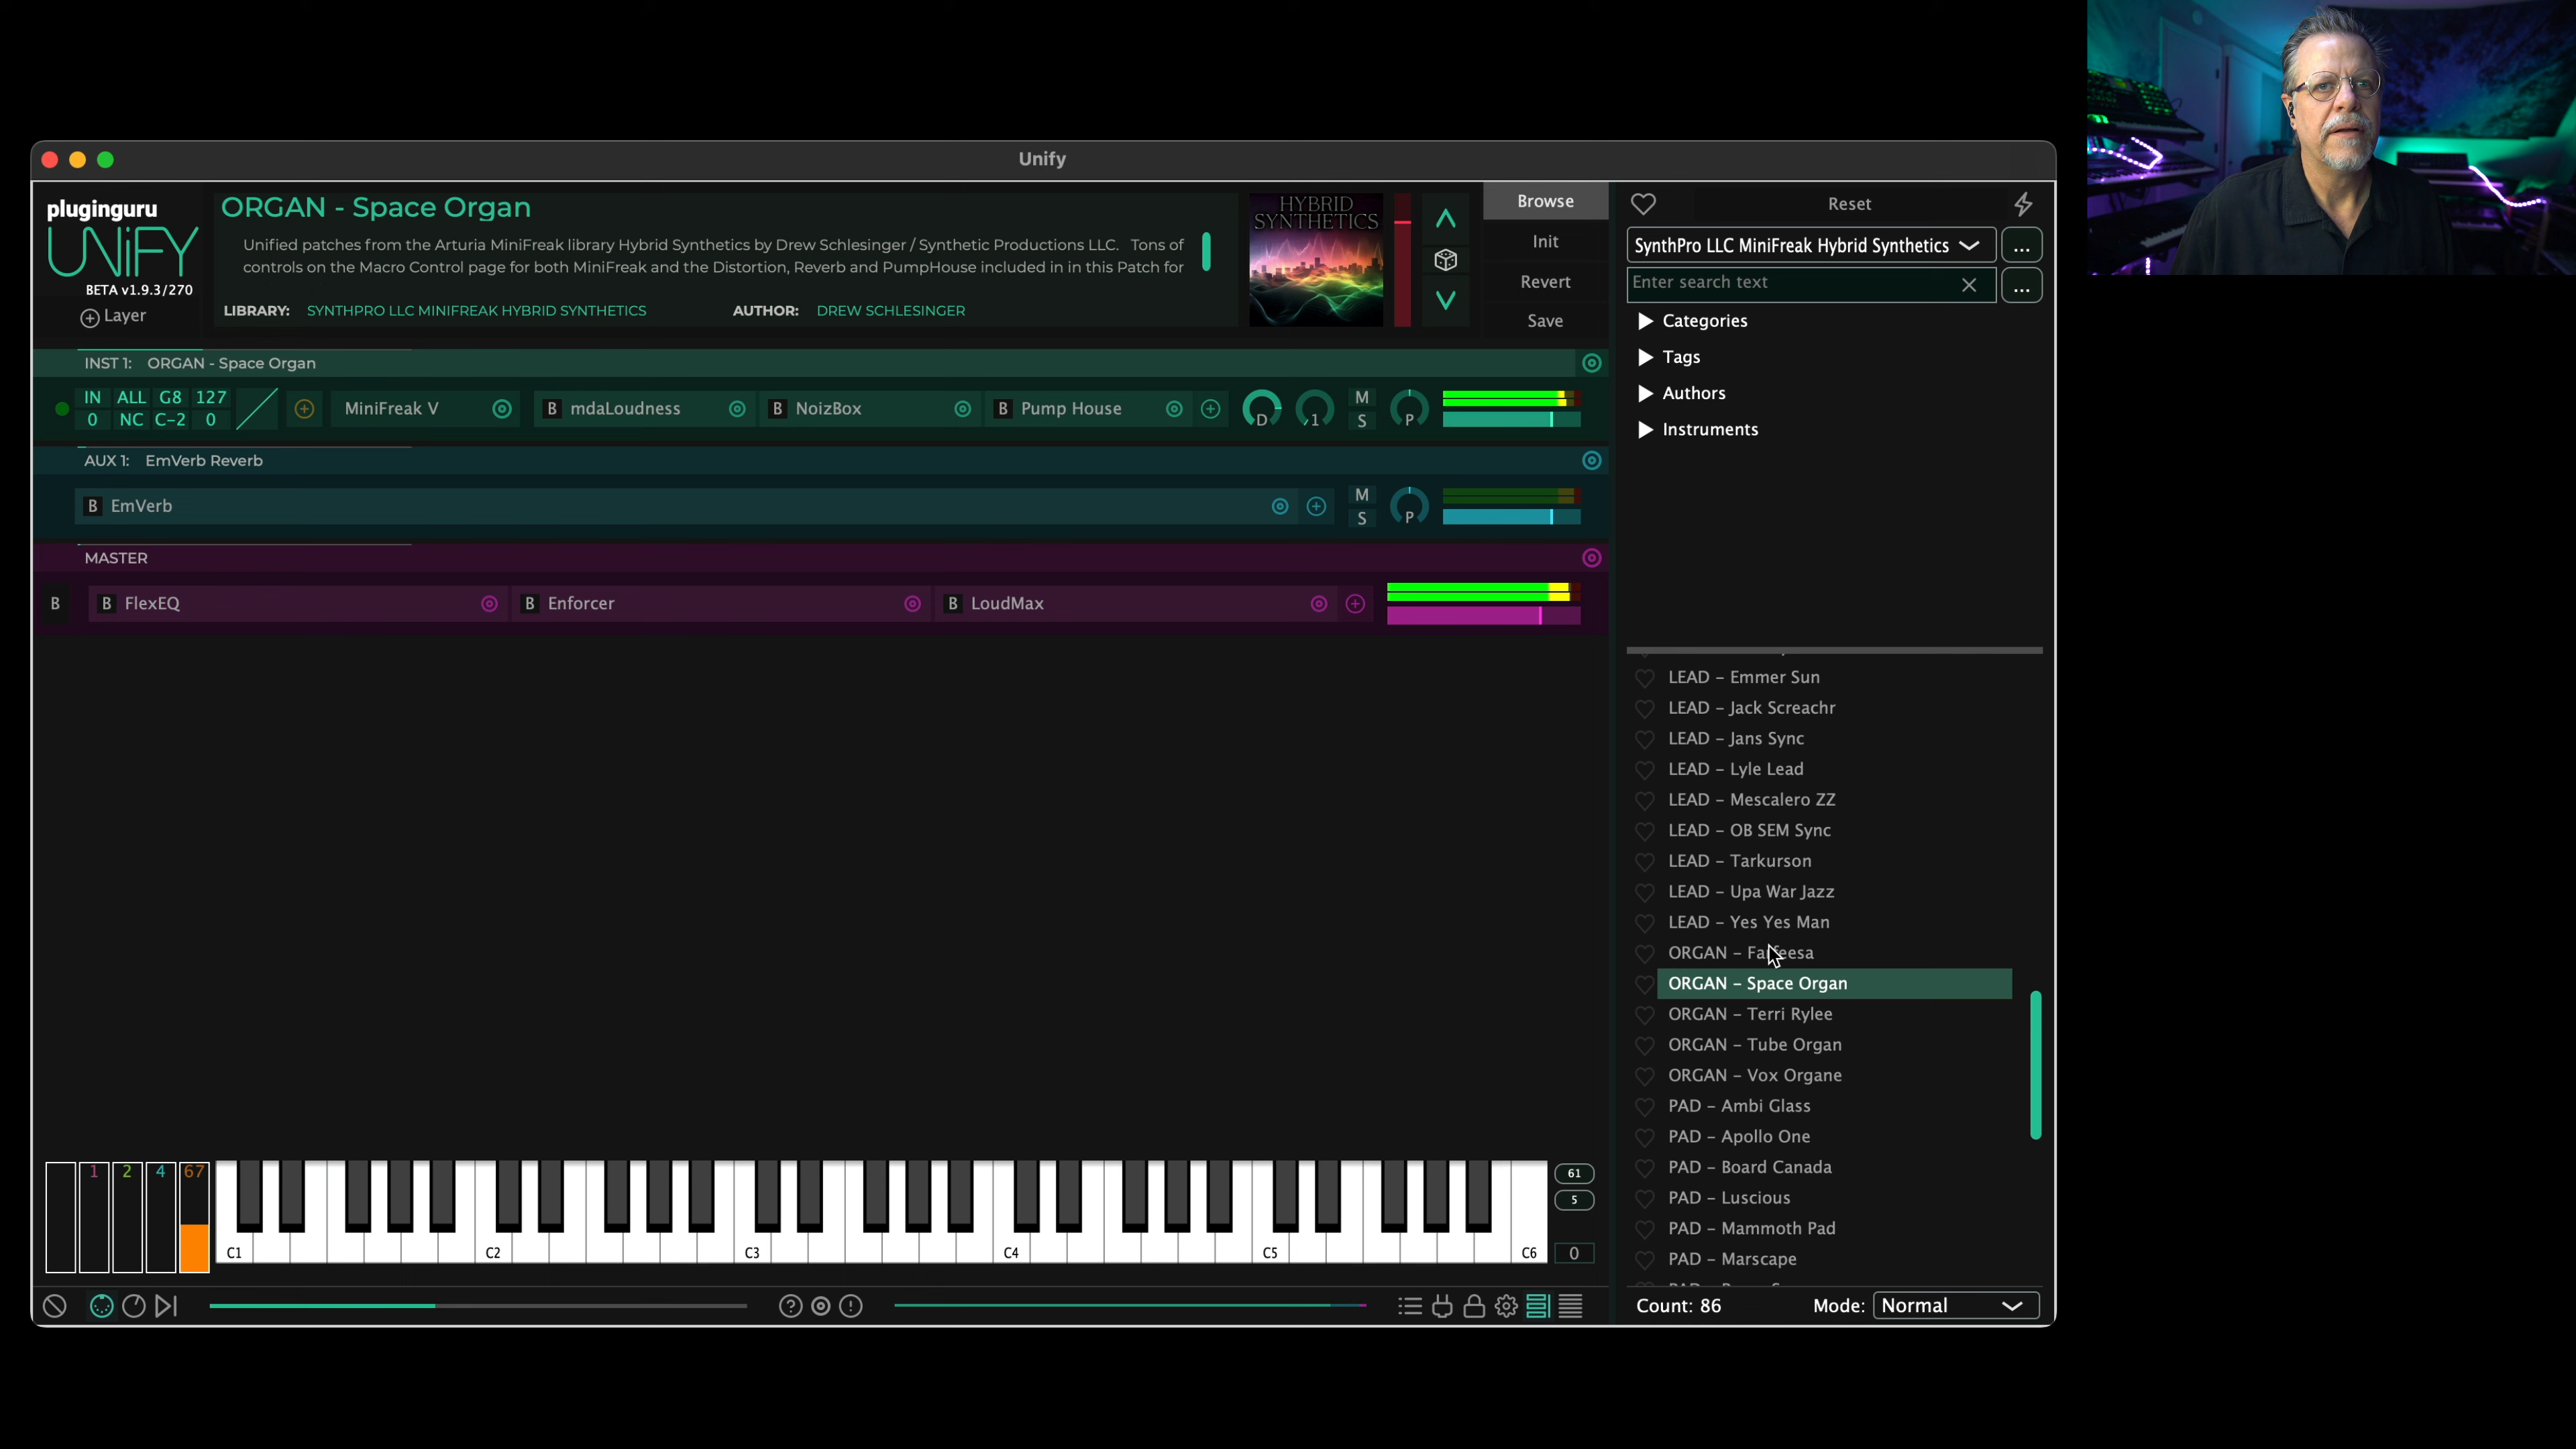 Unify
pluginguru
UNiFY
BETA v1.9.3/270
Layer
ORGAN - Space Organ
Unified patches from the Arturia MiniFreak library Hybrid Synthetics by Drew Schlesinger / Synthetic Productions LLC. Tons of
controls on the Macro Control page for both MiniFreak and the Distortion, Reverb and PumpHouse included in in this Patch for
LIBRARY: SYNTHPRO LLC MINIFREAK HYBRID SYNTHETICS AUTHOR: DREW SCHLESINGER
HYBRID
SYNTHETICS
Browse
Init
Revert
Save
Reset
SynthPro LLC MiniFreak Hybrid Synthetics ...
Enter search text ...
Categories
Tags
Authors
Instruments
INST 1: ORGAN - Space Organ
IN ALL G8 127
0 NC C-2 0
MiniFreak V B mdaLoudness B NoizBox B Pump House D 1 M S P
AUX 1: EmVerb Reverb
B EmVerb M S P
MASTER
B B FlexEQ B Enforcer B LoudMax
LEAD - Emmer Sun
LEAD - Jack Screachr
LEAD - Jans Sync
LEAD - Lyle Lead
LEAD - Mescalero ZZ
LEAD - OB SEM Sync
LEAD - Tarkurson
LEAD - Upa War Jazz
LEAD - Yes Yes Man
ORGAN -
ORGAN - Space Organ
ORGAN - Terri Rylee
ORGAN - Tube Organ
ORGAN - Vox Organe
PAD - Ambi Glass
PAD - Apollo One
PAD - Board Canada
PAD - Luscious
PAD - Mammoth Pad
PAD - Marscape
1 2 4 67
C1 C2 C3 C4 C5 C6
61
5
0
Count: 86 Mode: Normal